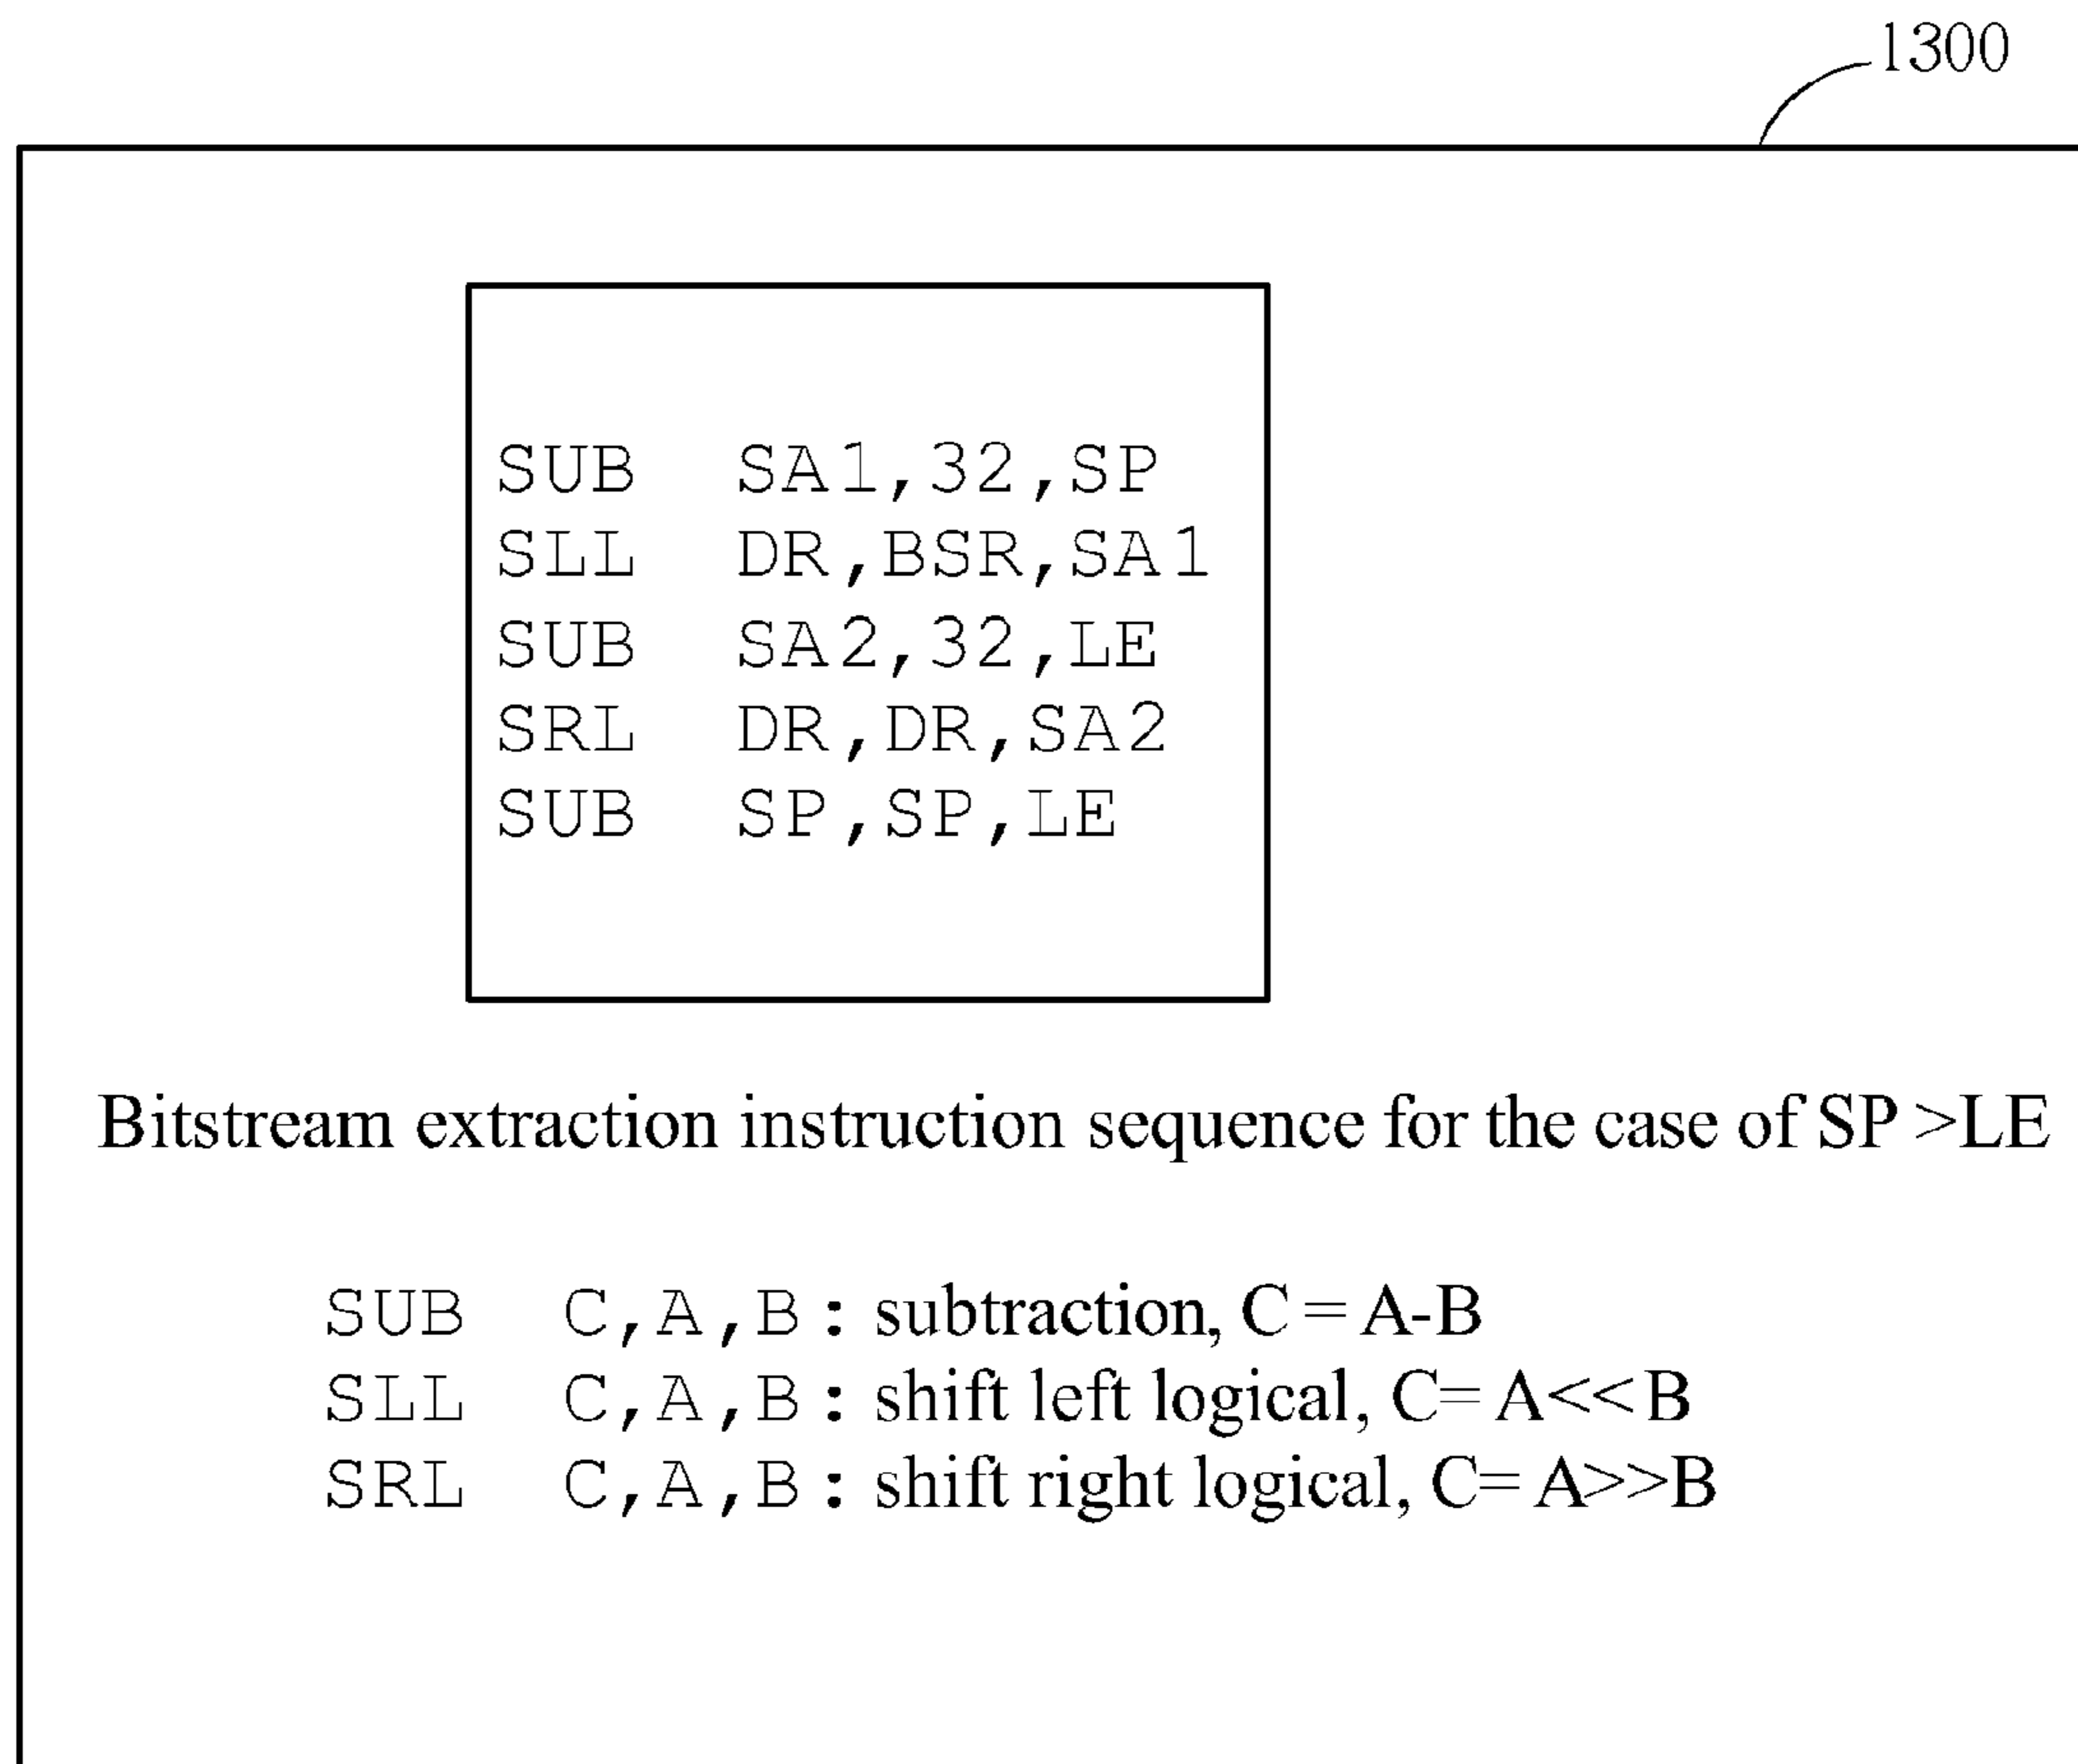 1300
SUB SA1,32,SP
SLL DR,BSR,SA1
SUB SA2,32,LE
SRL DR,DR,SA2
SUB SP,SP,LE
Bitstream extraction instruction sequence for the case of SP >LE
SUB C,A,B : subtraction, C = A-B
SLL C,A,B : shift left logical, C= A<<B
SRL C,A,B : shift right logical, C= A>>B